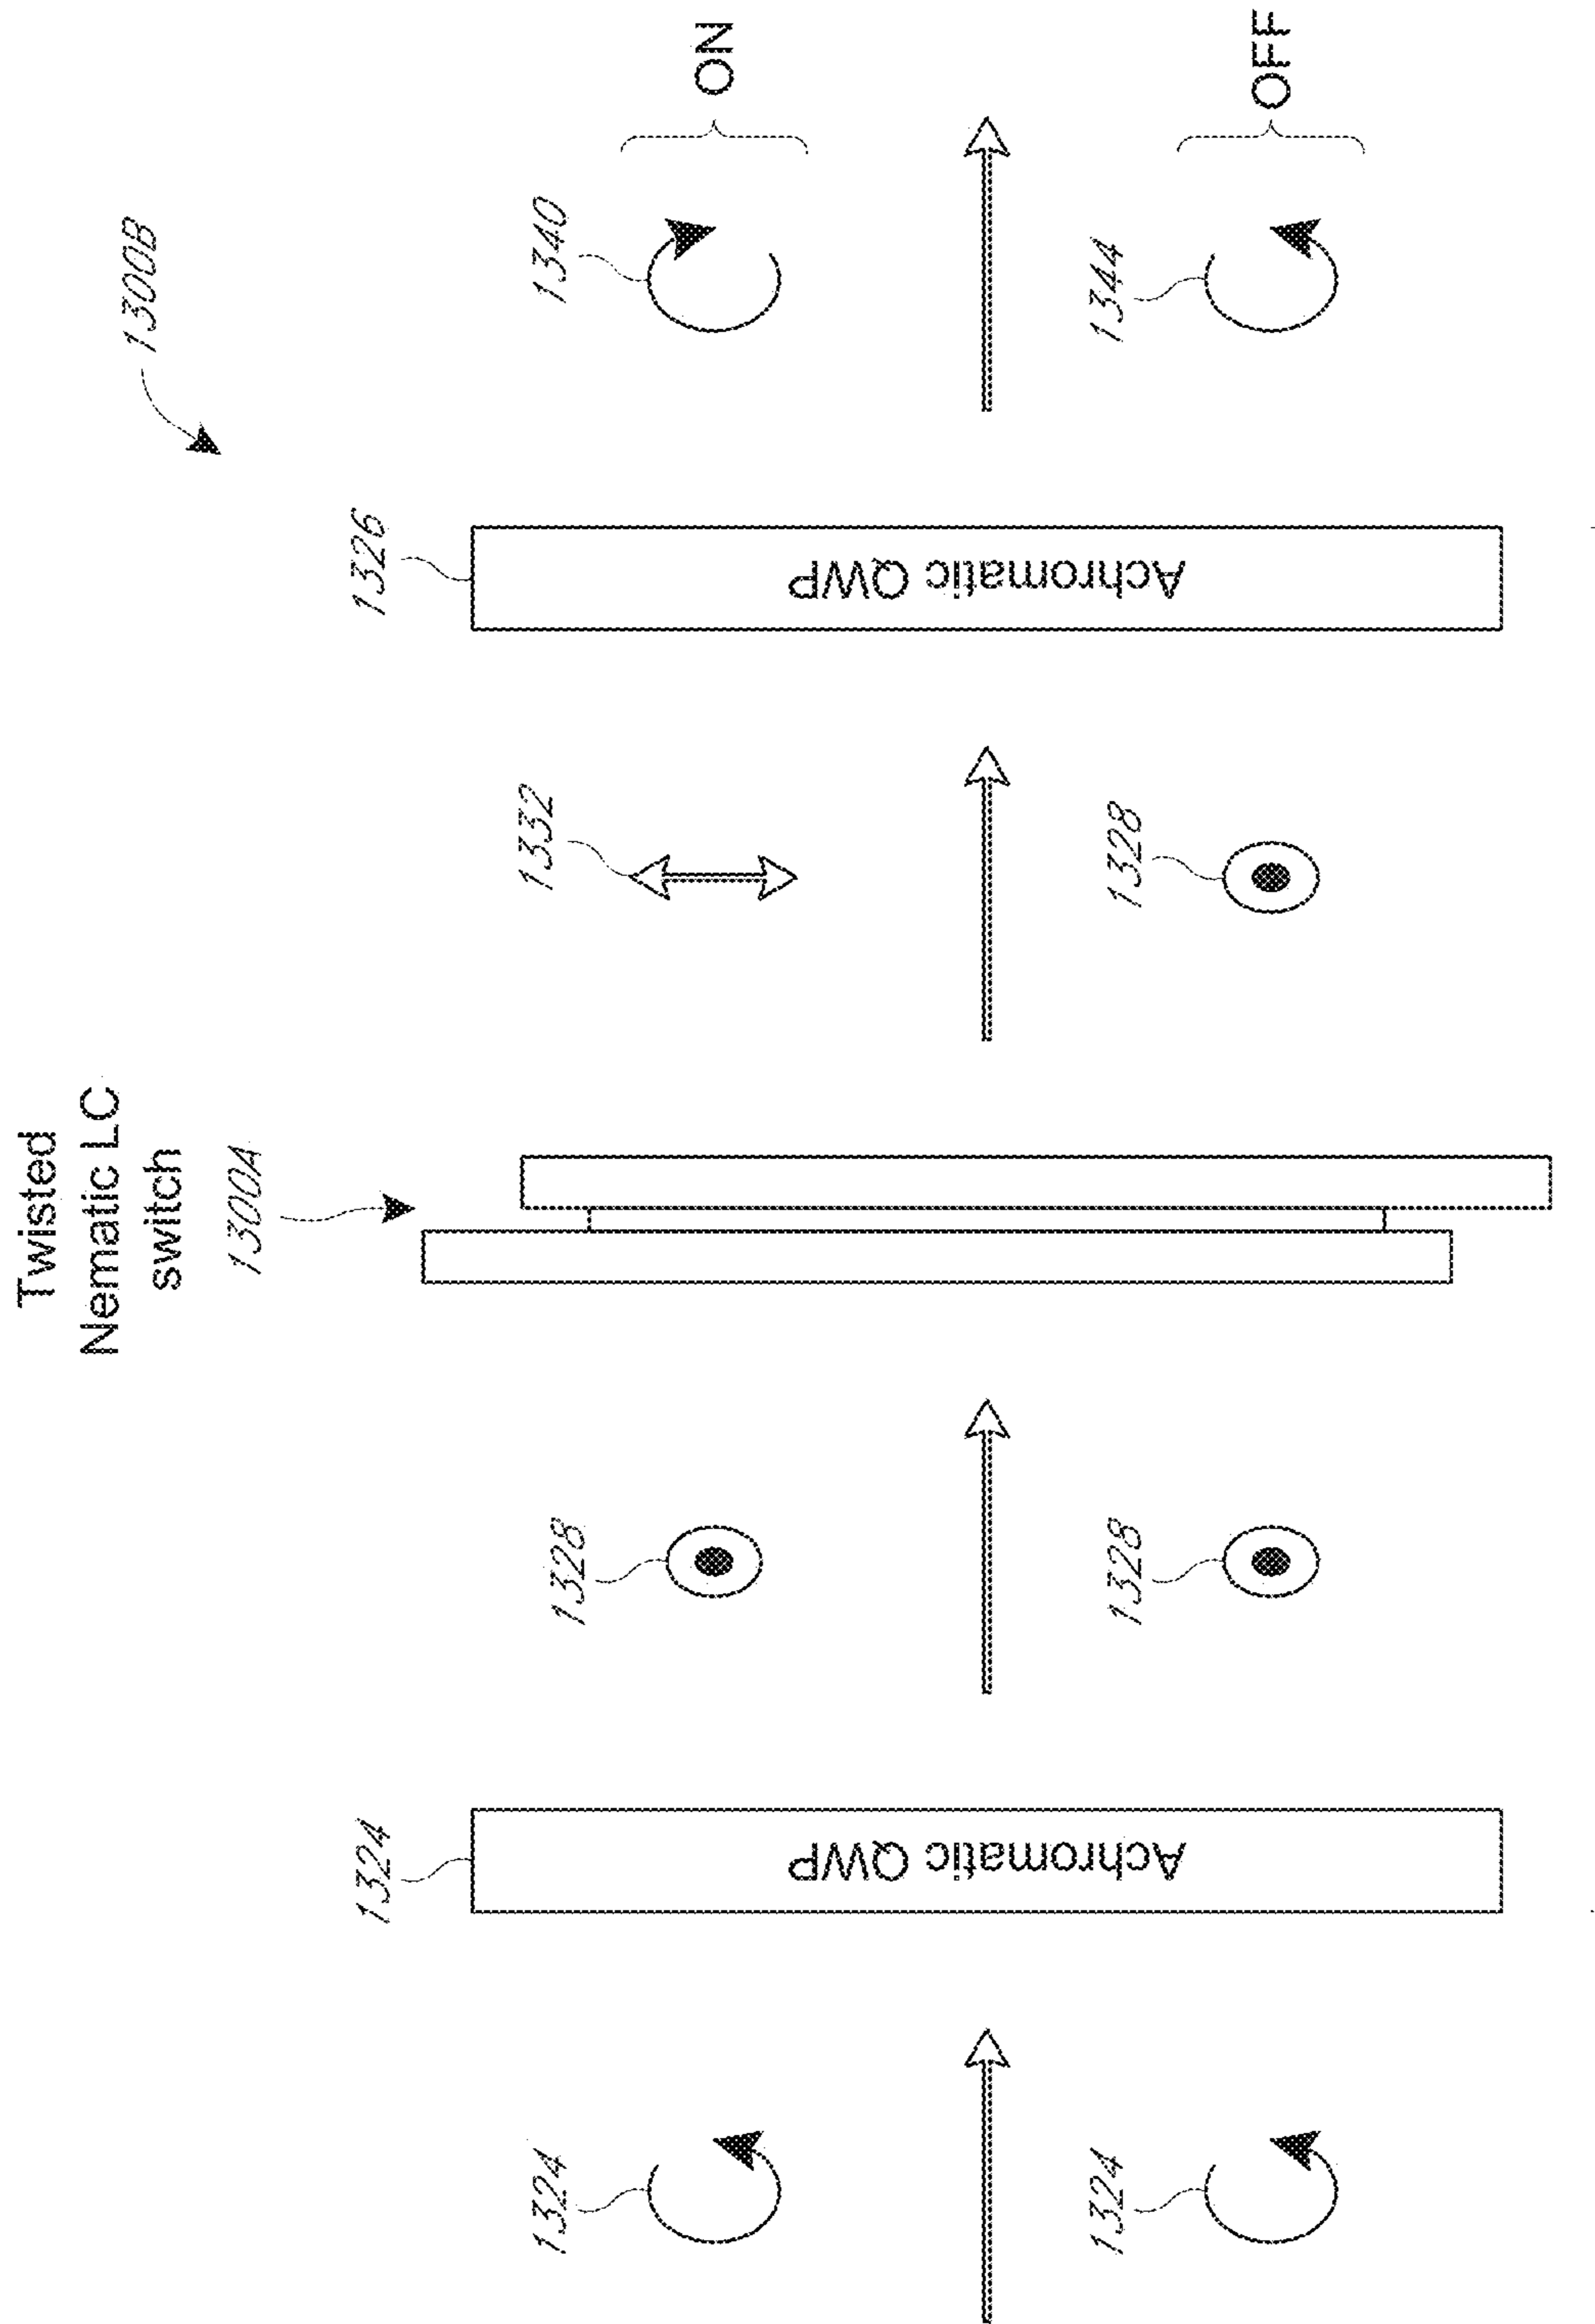 Twisted
Nematic LC
switch
1300B
1300A
1324
1326
1324
1328
1332
1340
ON
Achromatic QWP
Achromatic QWP
1324
1328
1328
1344
OFF